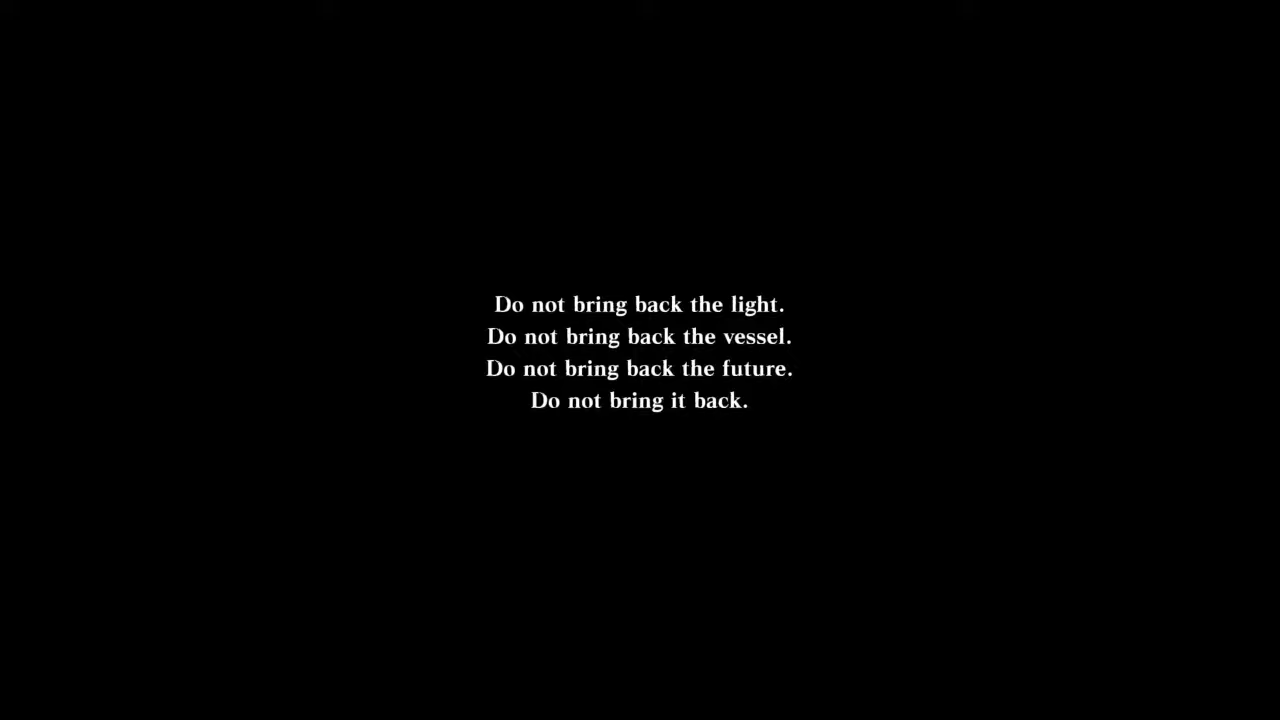 Do not bring back the light.
Do not bring back the vessel.
Do not bring back the future.
Do not bring it back.